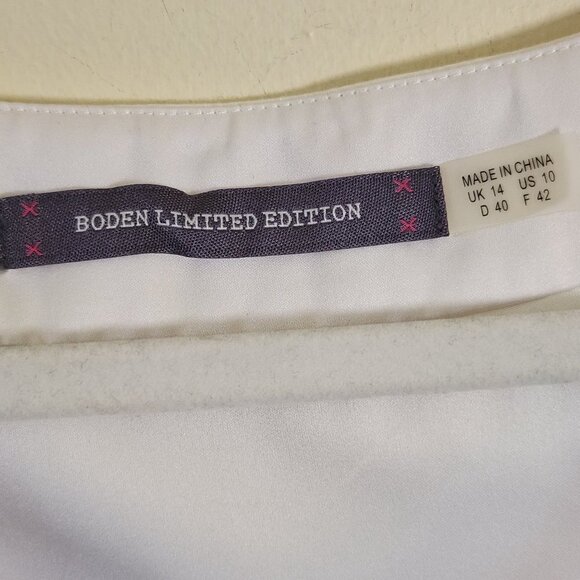 BODEN LIMITED EDITION
MADE IN CHINA
UK 14 US 10
D 40 F 42